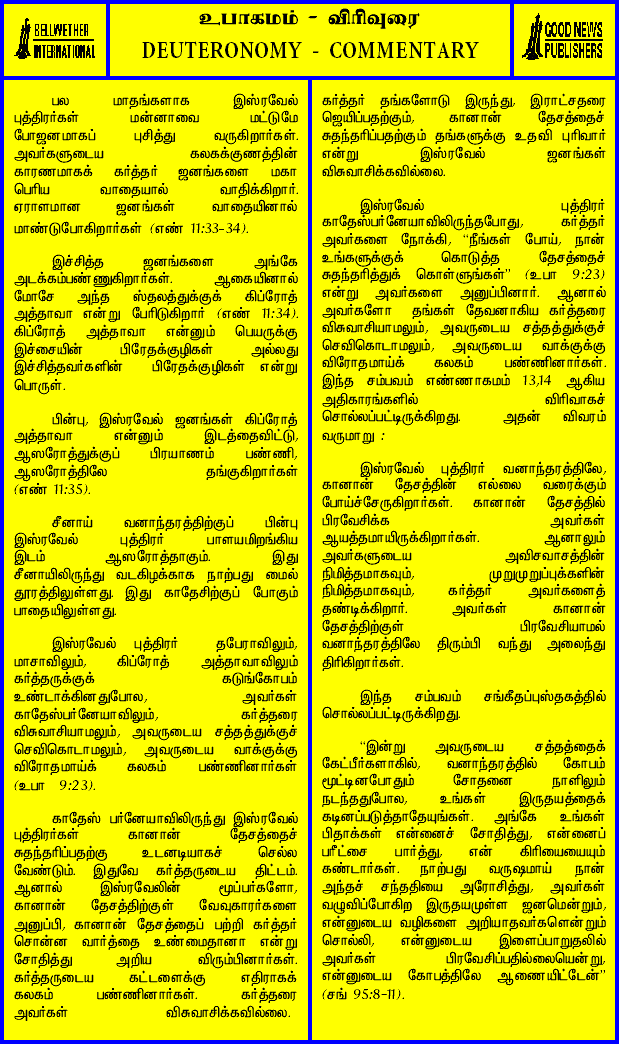 BELLWETHER
INTERNATIONAL
உபாகமம் - விரிவுரை
DEUTERONOMY - COMMENTARY
GOOD NEWS
PUBLISHERS
பல மாதங்களாக இஸ்ரவேல்
புத்திரர்கள் மன்னாவை மட்டுமே
போஜனமாகப் புசித்து வருகிறார்கள்.
அவர்களுடைய கலகக்குணத்தின்
காரணமாகக் கர்த்தர் ஜனங்களை மகா
பெரிய வாதையால் வாதிக்கிறார்.
ஏராளமான ஜனங்கள் வாதையினால்
மாண்டுபோகிறார்கள் (எண் 11:33-34).
இச்சித்த ஜனங்களை அங்கே
அடக்கம்பண்ணுகிறார்கள். ஆகையினால்
மோசே அந்த ஸ்தலத்துக்குக் கிப்ரோத்
அத்தாவா என்று பேரிடுகிறார் (எண் 11:34).
கிப்ரோத் அத்தாவா என்னும் பெயருக்கு
இச்சையின் பிரேதக்குழிகள் அல்லது
இச்சித்தவர்களின் பிரேதக்குழிகள் என்று
பொருள்.
பின்பு, இஸ்ரவேல் ஜனங்கள் கிப்ரோத்
அத்தாவா என்னும் இடத்தைவிட்டு,
ஆஸரோத்துக்குப் பிரயாணம் பண்ணி,
ஆஸரோத்திலே தங்குகிறார்கள்
(எண் 11:35).
சீனாய் வனாந்தரத்திற்குப் பின்பு
இஸ்ரவேல் புத்திரர் பாளயமிறங்கிய
இடம் ஆஸரோத்தாகும். இது
சீனாயிலிருந்து வடகிழக்காக நாற்பது மைல்
தூரத்திலுள்ளது. இது காதேசிற்குப் போகும்
பாதையிலுள்ளது.
இஸ்ரவேல் புத்திரர் தபேராவிலும்,
மாசாவிலும், கிப்ரோத் அத்தாவாவிலும்
கர்த்தருக்குக் கடுங்கோபம்
உண்டாக்கினதுபோல, அவர்கள்
காதேஸ்பர்னேயாவிலும், கர்த்தரை
விசுவாசியாமலும், அவருடைய சத்தத்துக்குச்
செவிகொடாமலும், அவருடைய வாக்குக்கு
விரோதமாய்க் கலகம் பண்ணினார்கள்
(உபா 9:23).
காதேஸ் பர்னேயாவிலிருந்து இஸ்ரவேல்
புத்திரர்கள் கானான் தேசத்தைச்
சுதந்தரிப்பதற்கு உடனடியாகச் செல்ல
வேண்டும். இதுவே கர்த்தருடைய திட்டம்.
ஆனால் இஸ்ரவேலின் மூப்பர்களோ,
கானான் தேசத்திற்குள் வேவுகாரர்களை
அனுப்பி, கானான் தேசத்தைப் பற்றி கர்த்தர்
சொன்ன வார்த்தை உண்மைதானா என்று
சோதித்து அறிய விரும்பினார்கள்.
கர்த்தருடைய கட்டளைக்கு எதிராகக்
கலகம் பண்ணினார்கள். கர்த்தரை
அவர்கள் விசுவாசிக்கவில்லை.
கர்த்தர் தங்களோடு இருந்து, இராட்சதரை
ஜெயிப்பதற்கும், கானான் தேசத்தைச்
சுதந்தரிப்பதற்கும் தங்களுக்கு உதவி புரிவார்
என்று இஸ்ரவேல் ஜனங்கள்
விசுவாசிக்கவில்லை.
இஸ்ரவேல் புத்திரர்
காதேஸ்பர்னேயாவிலிருந்தபோது, கர்த்தர்
அவர்களை நோக்கி, “நீங்கள் போய், நான்
உங்களுக்குக் கொடுத்த தேசத்தைச்
சுதந்தரித்துக் கொள்ளுங்கள்” (உபா 9:23)
என்று அவர்களை அனுப்பினார். ஆனால்
அவர்களோ தங்கள் தேவனாகிய கர்த்தரை
விசுவாசியாமலும், அவருடைய சத்தத்துக்குச்
செவிகொடாமலும், அவருடைய வாக்குக்கு
விரோதமாய்க் கலகம் பண்ணினார்கள்.
இந்த சம்பவம் எண்ணாகமம் 13,14 ஆகிய
அதிகாரங்களில் விரிவாகச்
சொல்லப்பட்டிருக்கிறது. அதன் விவரம்
வருமாறு :
இஸ்ரவேல் புத்திரர் வனாந்தரத்திலே,
கானான் தேசத்தின் எல்லை வரைக்கும்
போய்ச்சேருகிறார்கள். கானான் தேசத்தில்
பிரவேசிக்க அவர்கள்
ஆயத்தமாயிருக்கிறார்கள். ஆனாலும்
அவர்களுடைய அவிசவாசத்தின்
நிமித்தமாகவும், முறுமுறுப்புக்களின்
நிமித்தமாகவும், கர்த்தர் அவர்களைத்
தண்டிக்கிறார். அவர்கள் கானான்
தேசத்திற்குள் பிரவேசியாமல்
வனாந்தரத்திலே திரும்பி வந்து அலைந்து
திரிகிறார்கள்.
இந்த சம்பவம் சங்கீதப்புஸ்தகத்தில்
சொல்லப்பட்டிருக்கிறது.
“இன்று அவருடைய சத்தத்தைக்
கேட்பீர்களாகில், வனாந்தரத்தில் கோபம்
மூட்டினபோதும் சோதனை நாளிலும்
நடந்ததுபோல, உங்கள் இருதயத்தைக்
கடினப்படுத்தாதேயுங்கள். அங்கே உங்கள்
பிதாக்கள் என்னைச் சோதித்து, என்னைப்
பரீட்சை பார்த்து, என் கிரியையையும்
கண்டார்கள். நாற்பது வருஷமாய் நான்
அந்தச் சந்ததியை அரோசித்து, அவர்கள்
வழுவிப்போகிற இருதயமுள்ள ஜனமென்றும்,
என்னுடைய வழிகளை அறியாதவர்களென்றும்
சொல்லி, என்னுடைய இளைப்பாறுதலில்
அவர்கள் பிரவேசிப்பதில்லையென்று,
என்னுடைய கோபத்திலே ஆணையிட்டேன்”
(சங் 95:8-11).